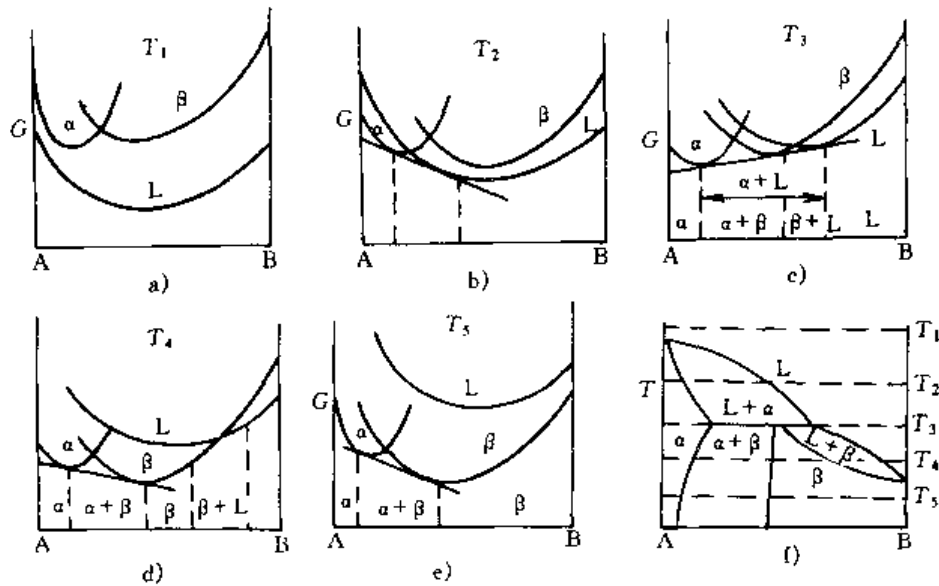 T₁
G
α
β
L
A
B
a)
T₂
G
α
β
L
A
B
b)
T₃
β
α
L
α + L
α
α + β
β + L
L
A
B
c)
T₄
α
L
β
α
α + β
β
β + L
A
B
d)
T₅
G
L
α
β
α
α + β
β
A
B
e)
T₁
L
T
T₂
L + α
T₃
α
α + β
L + β
T₄
β
T₅
A
B
f)